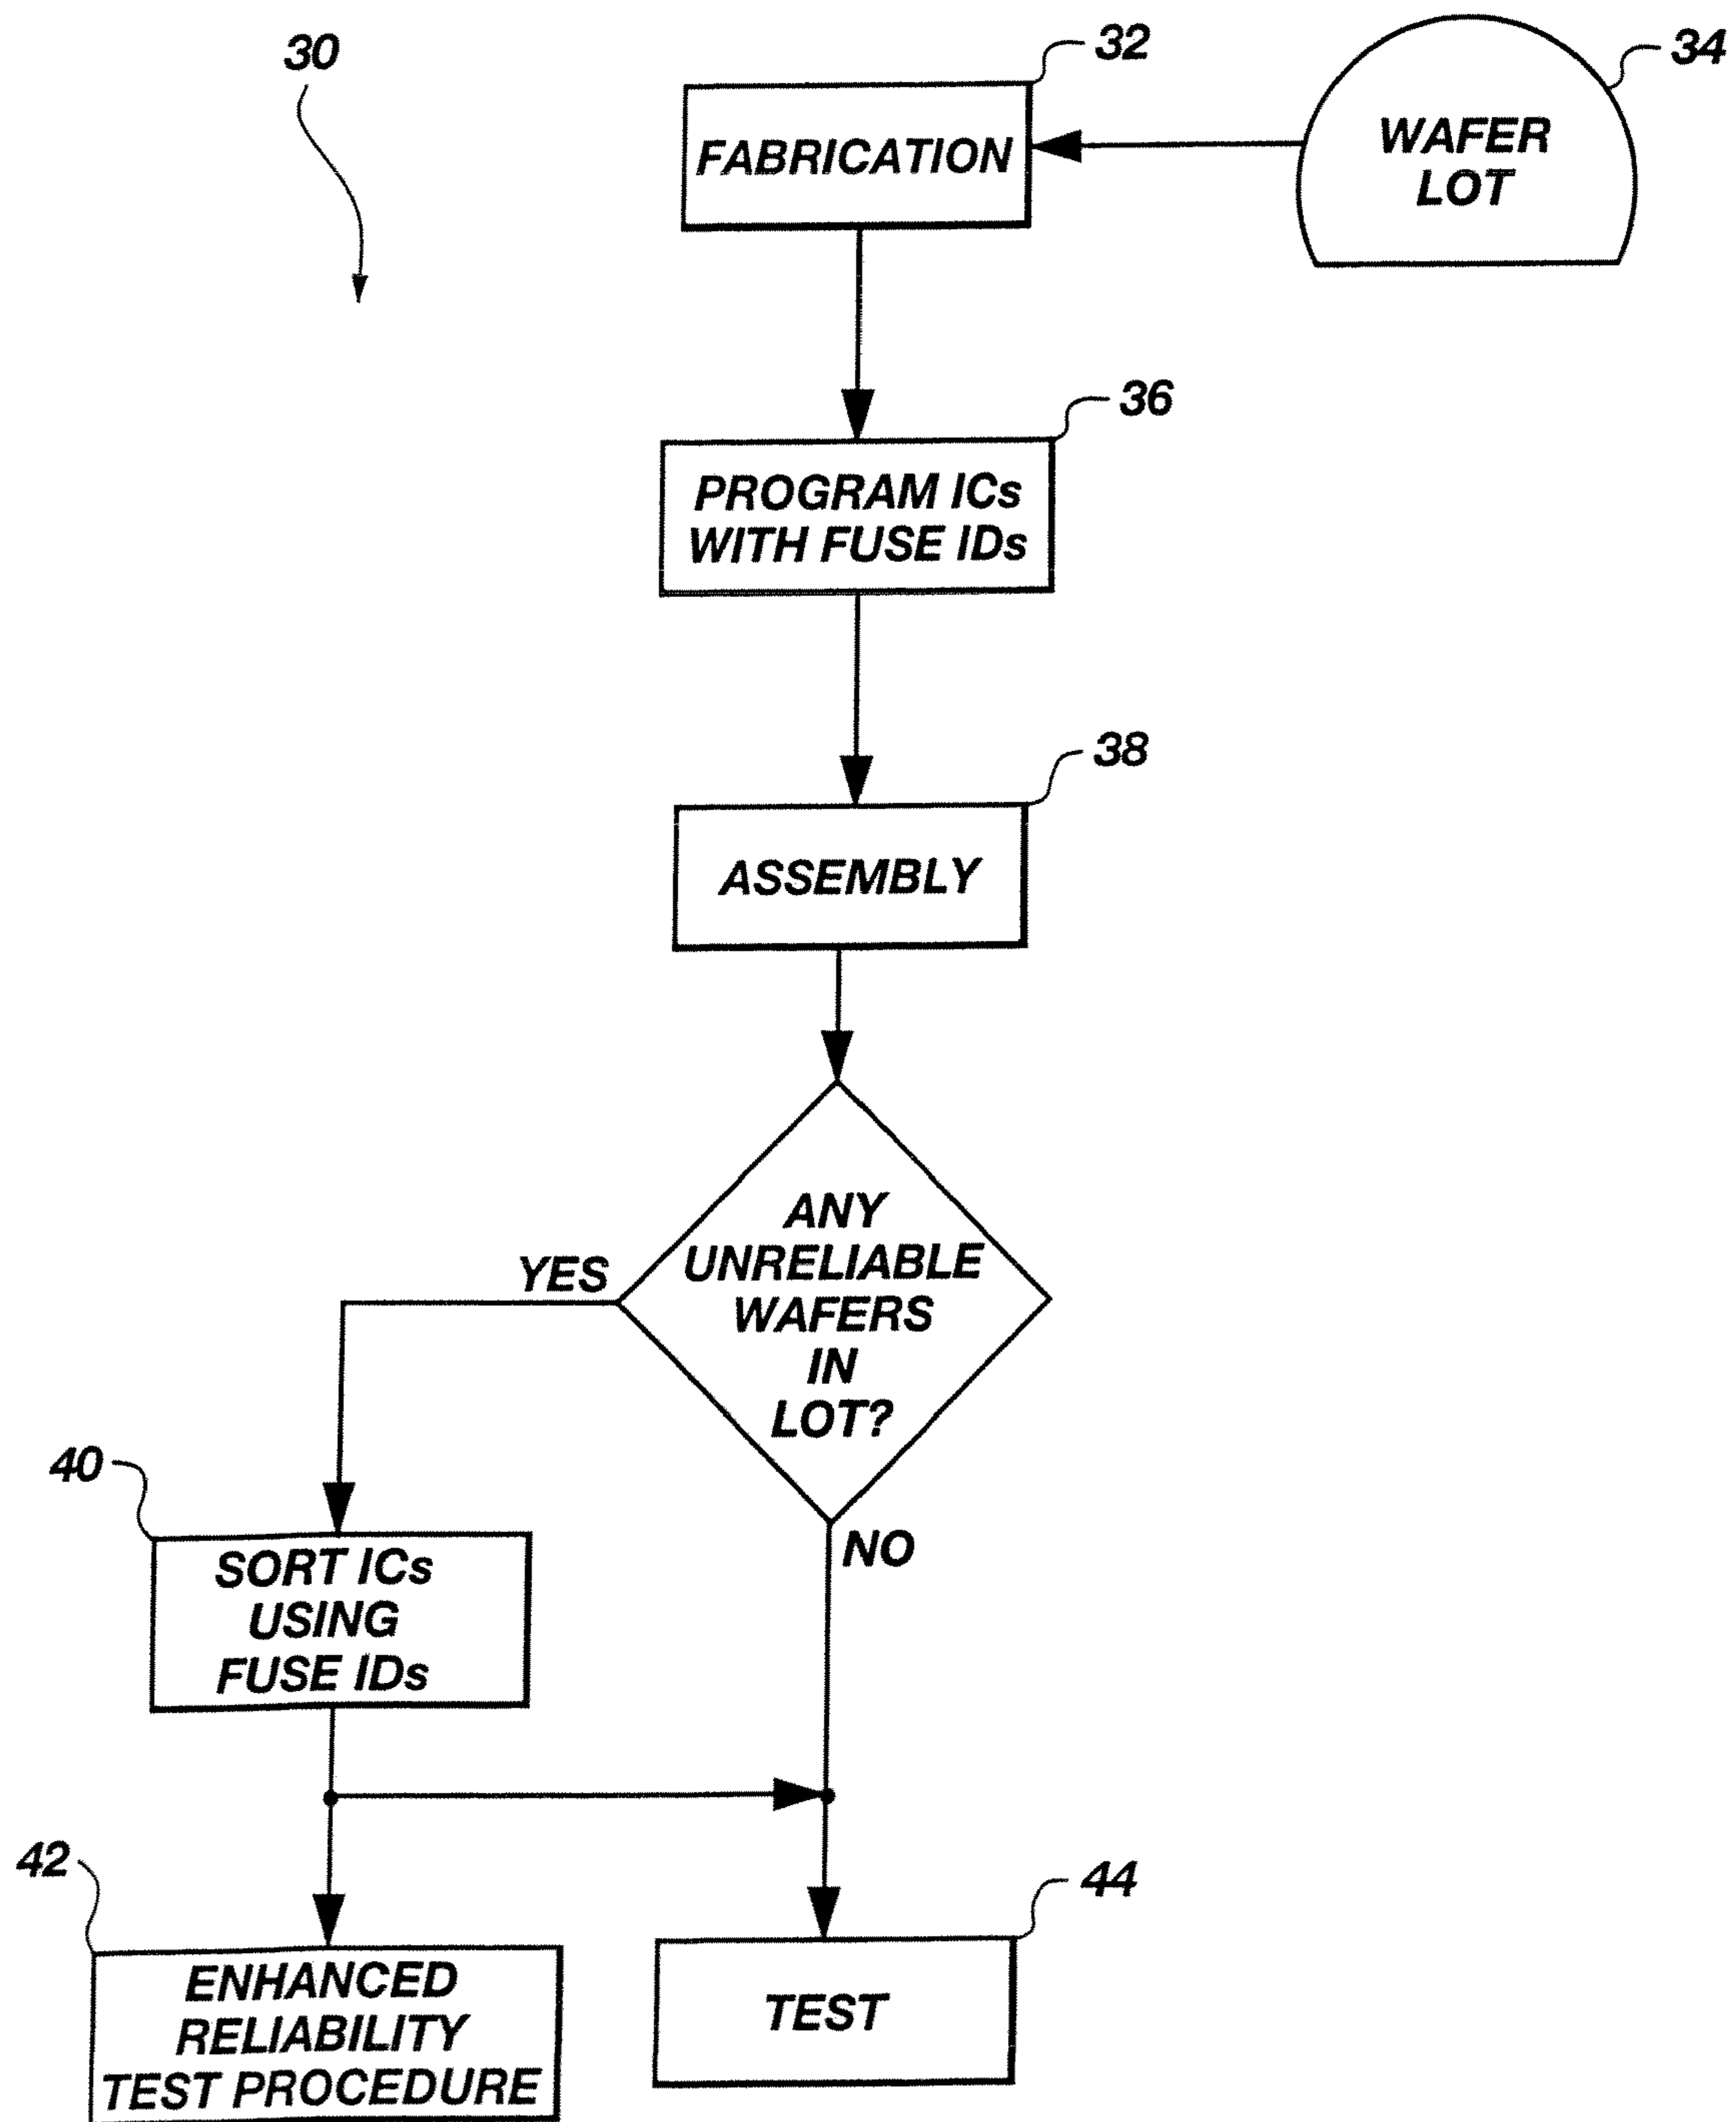 30
32
34
FABRICATION
WAFER
LOT
36
PROGRAM ICs
WITH FUSE IDs
38
ASSEMBLY
ANY
UNRELIABLE
WAFERS
IN
LOT?
YES
NO
40
SORT ICs
USING
FUSE IDs
42
44
ENHANCED
RELIABILITY
TEST PROCEDURE
TEST